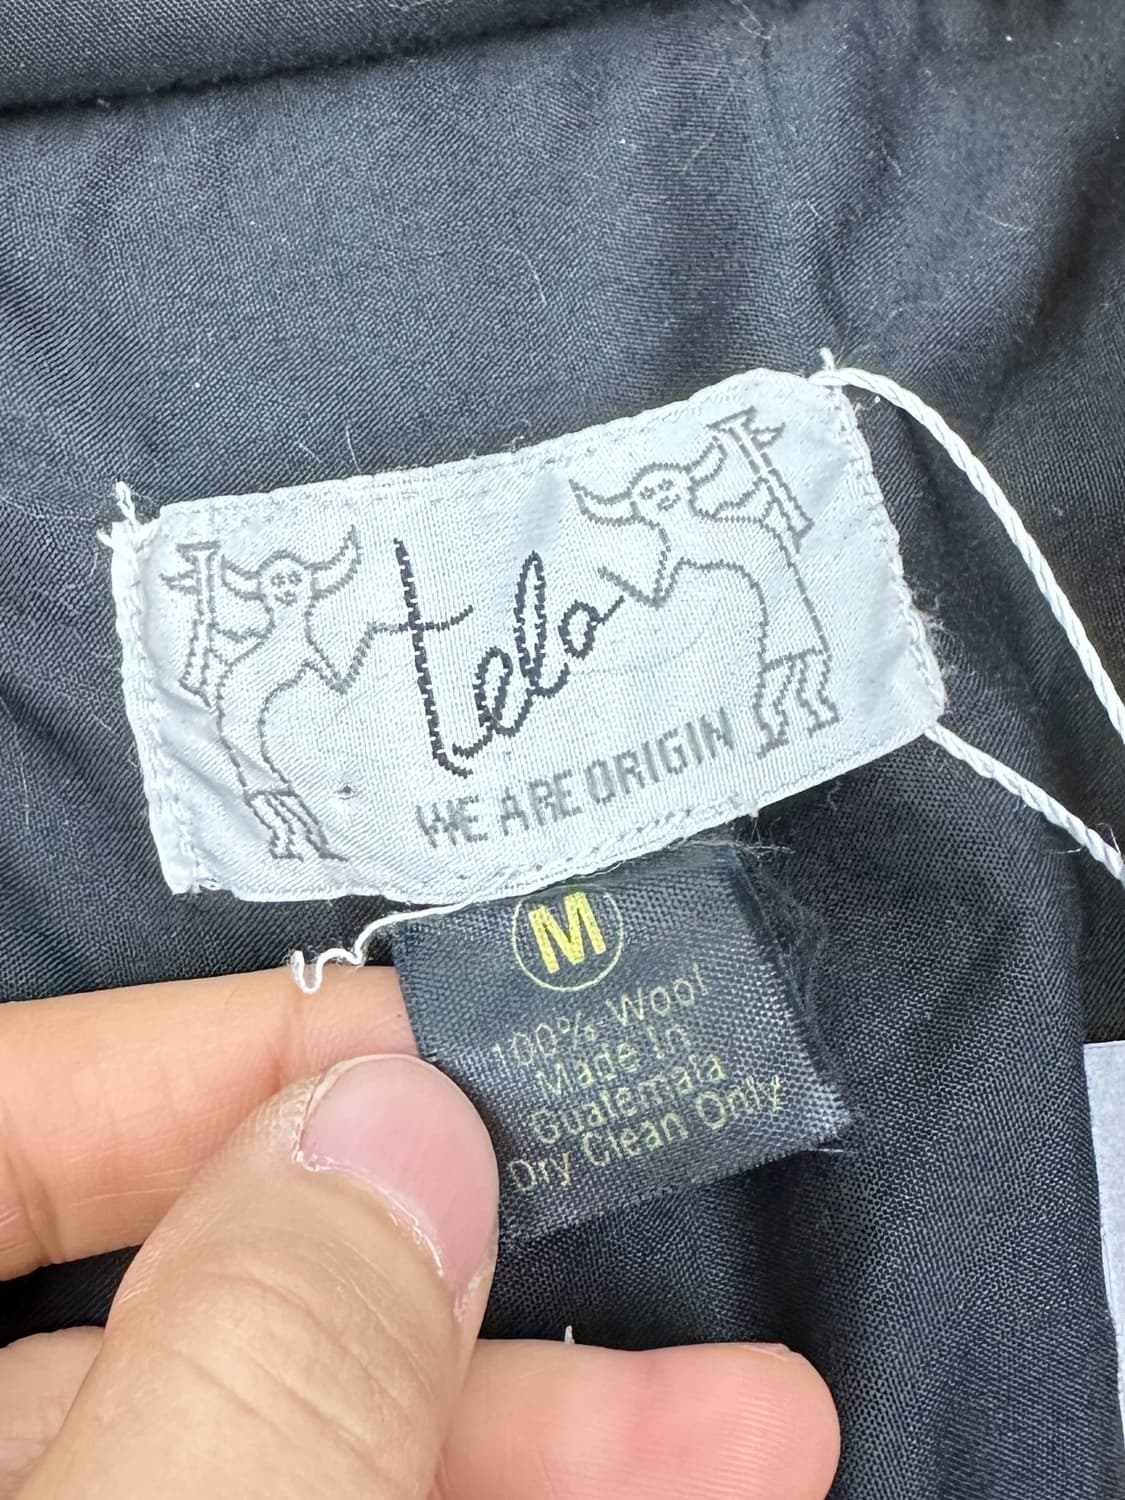 tela
WE ARE ORIGIN
M
100% Wool
Made In
Guatemala
Dry Clean Only